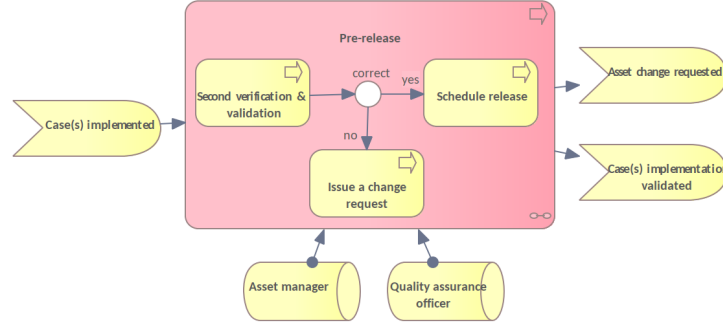 Pre-release
correct
yes
Second verification &
validation
Schedule release
Asset change requested
Case(s) implemented
no
Case(s) implementation
validated
Issue a change
request
Asset manager
Quality assurance
officer